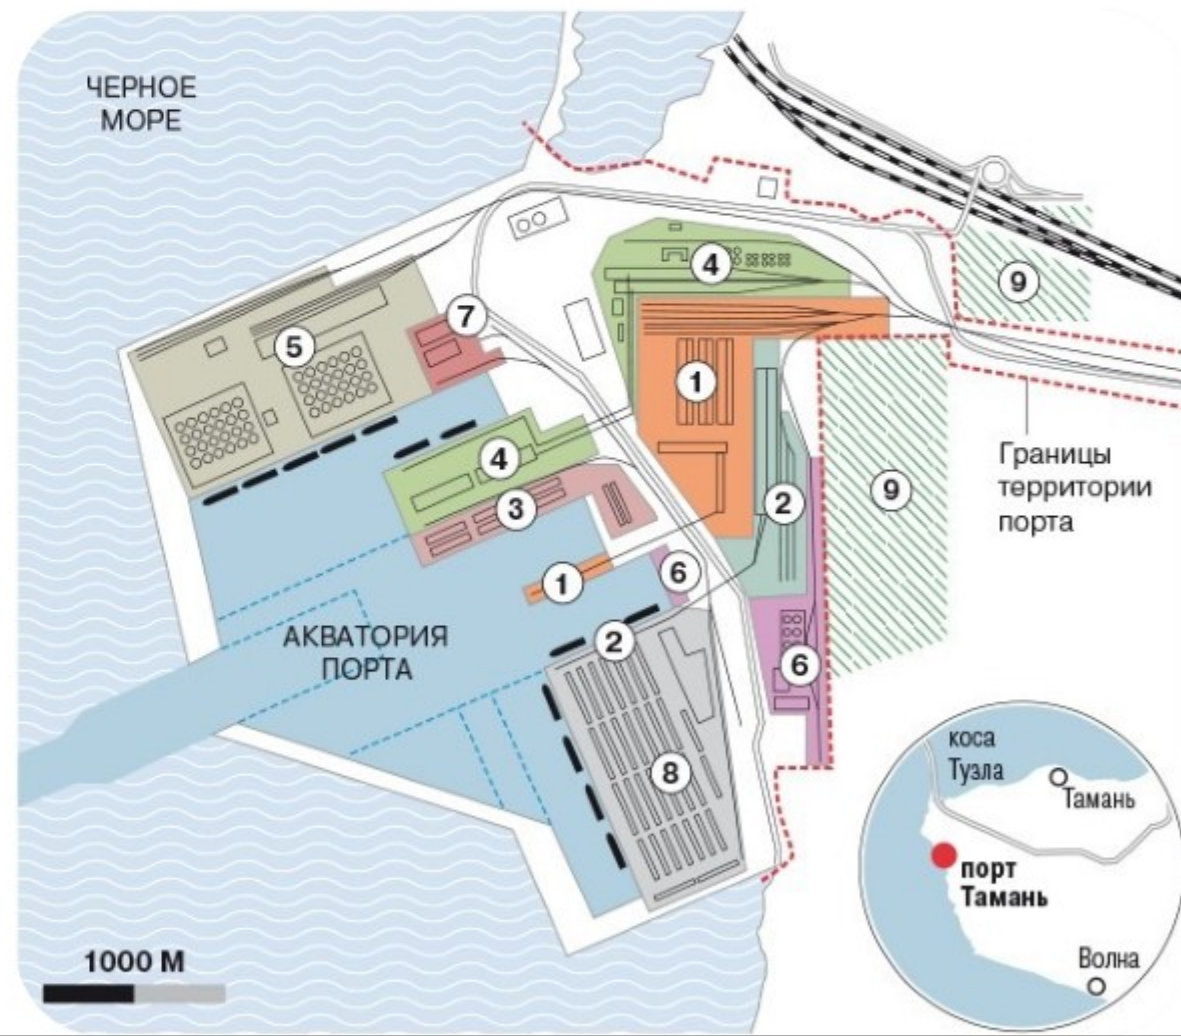 ЧЕРНОЕ
МОРЕ
4
9
7
5
1
Границы
территории
порта
4
9
2
3
1
6
АКВАТОРИЯ
ПОРТА
2
6
8
коса
Тузла
Тамань
порт
Тамань
Волна
1000 М